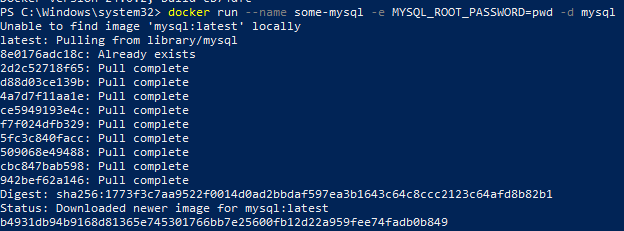 PS C:\Windows\system32> docker run --name some-mysql -e MYSQL_ROOT_PASSWORD=pwd -d mysql
Unable to find image 'mysql:latest' locally
latest: Pulling from library/mysql
8e0176adc18c: Already exists
2d2c52718f65: Pull complete
d88d03ce139b: Pull complete
4a7d7f11aa1e: Pull complete
ce5949193e4c: Pull complete
f7f024dfb329: Pull complete
5fc3c840facc: Pull complete
509068e49488: Pull complete
cbc847bab598: Pull complete
942bef62a146: Pull complete
Digest: sha256:1773f3c7aa9522f0014d0ad2bbdaf597ea3b1643c64c8ccc2123c64afd8b82b1
Status: Downloaded newer image for mysql:latest
b4931db94b9168d81365e745301766bb7e25600fb12d22a959fee74fadb0b849